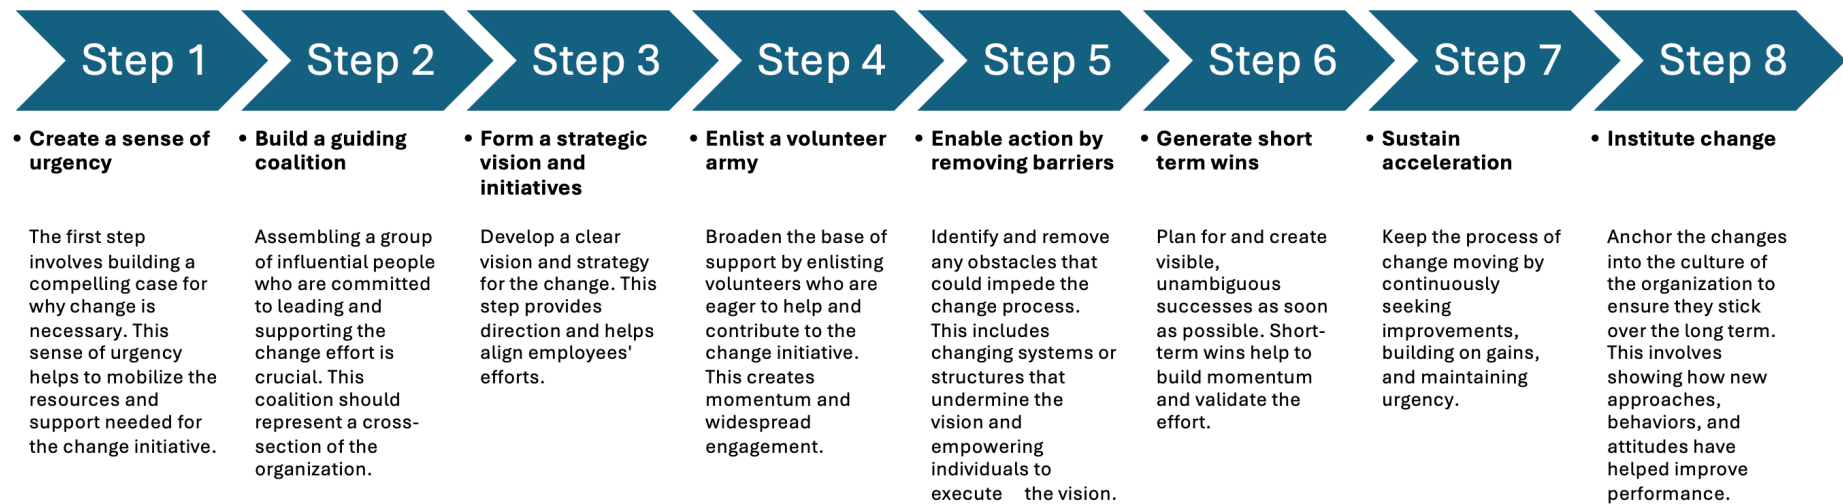 Step 1
Step 2
Step 3
Step 4
Step 5
Step 6
Step 7
Step 8
• Create a sense of
urgency
The first step
involves building a
compelling case for
why change is
necessary. This
sense of urgency
helps to mobilize the
resources and
support needed for
the change initiative.
• Build a guiding
coalition
Assembling a group
of influential people
who are committed
to leading and
supporting the
change effort is
crucial. This
coalition should
represent a cross-
section of the
organization.
• Form a strategic
vision and
initiatives
Develop a clear
vision and strategy
for the change. This
step provides
direction and helps
align employees'
efforts.
• Enlist a volunteer
army
Broaden the base of
support by enlisting
volunteers who are
eager to help and
contribute to the
change initiative.
This creates
momentum and
widespread
engagement.
• Enable action by
removing barriers
Identify and remove
any obstacles that
could impede the
change process.
This includes
changing systems or
structures that
undermine the
vision and
empowering
individuals to
execute the vision.
• Generate short
term wins
Plan for and create
visible,
unambiguous
successes as soon
as possible. Short-
term wins help to
build momentum
and validate the
effort.
• Sustain
acceleration
Keep the process of
change moving by
continuously
seeking
improvements,
building on gains,
and maintaining
urgency.
• Institute change
Anchor the changes
into the culture of
the organization to
ensure they stick
over the long term.
This involves
showing how new
approaches,
behaviors, and
attitudes have
helped improve
performance.